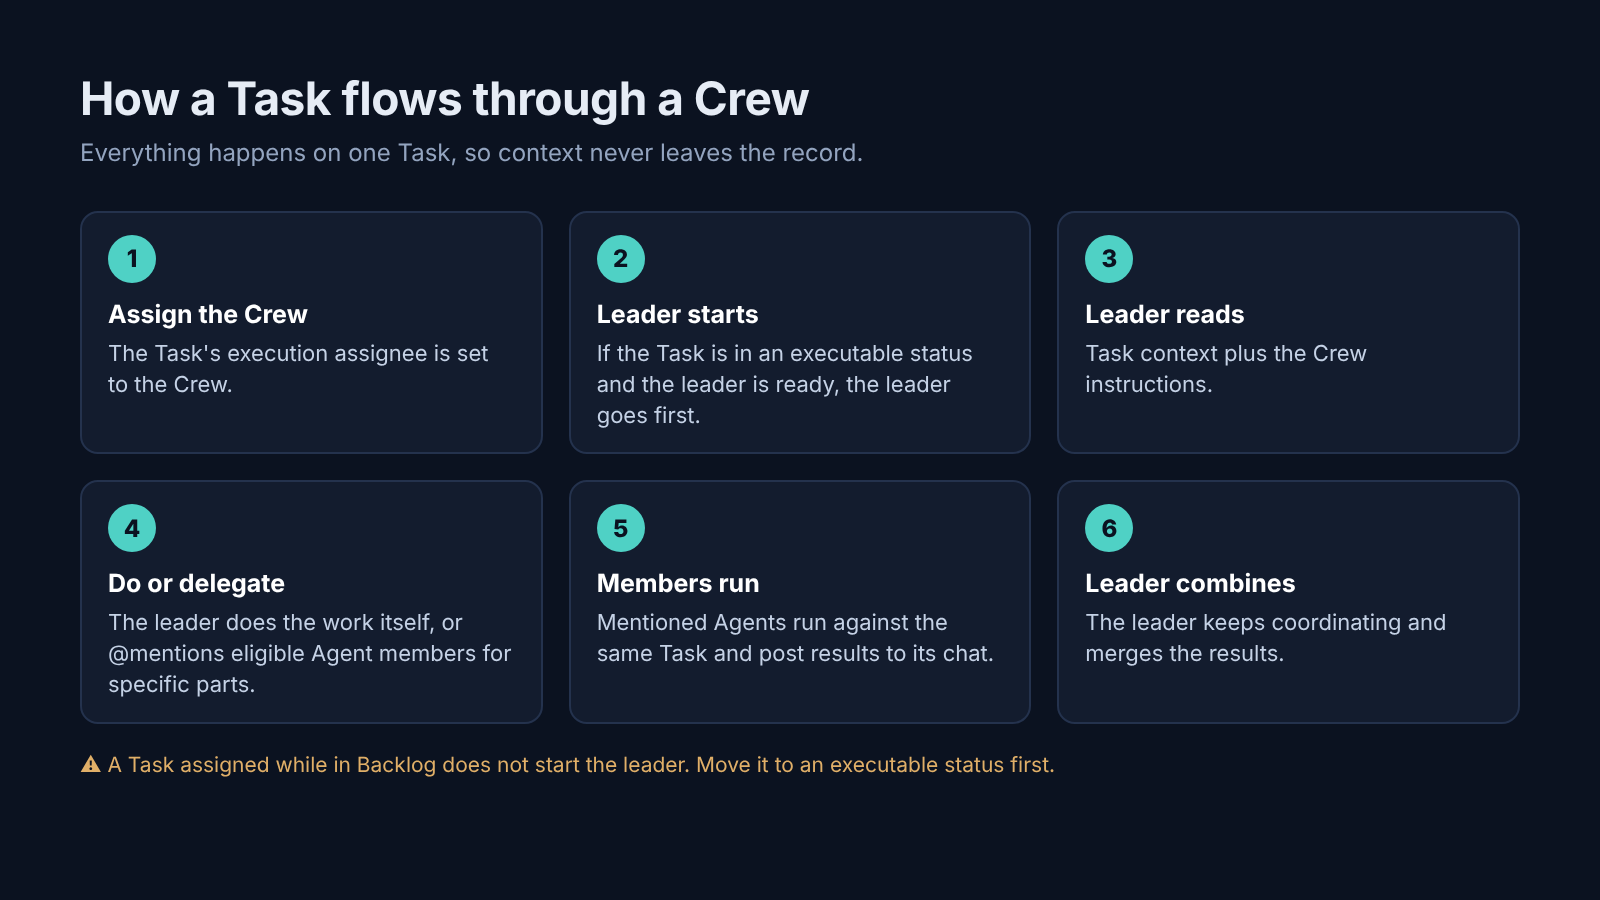 How a Task flows through a Crew
Everything happens on one Task, so context never leaves the record.
1
Assign the Crew
The Task's execution assignee is set
to the Crew.
2
Leader starts
If the Task is in an executable status
and the leader is ready, the leader
goes first.
3
Leader reads
Task context plus the Crew
instructions.
4
Do or delegate
The leader does the work itself, or
@mentions eligible Agent members for
specific parts.
5
Members run
Mentioned Agents run against the
same Task and post results to its chat.
6
Leader combines
The leader keeps coordinating and
merges the results.
⚠ A Task assigned while in Backlog does not start the leader. Move it to an executable status first.